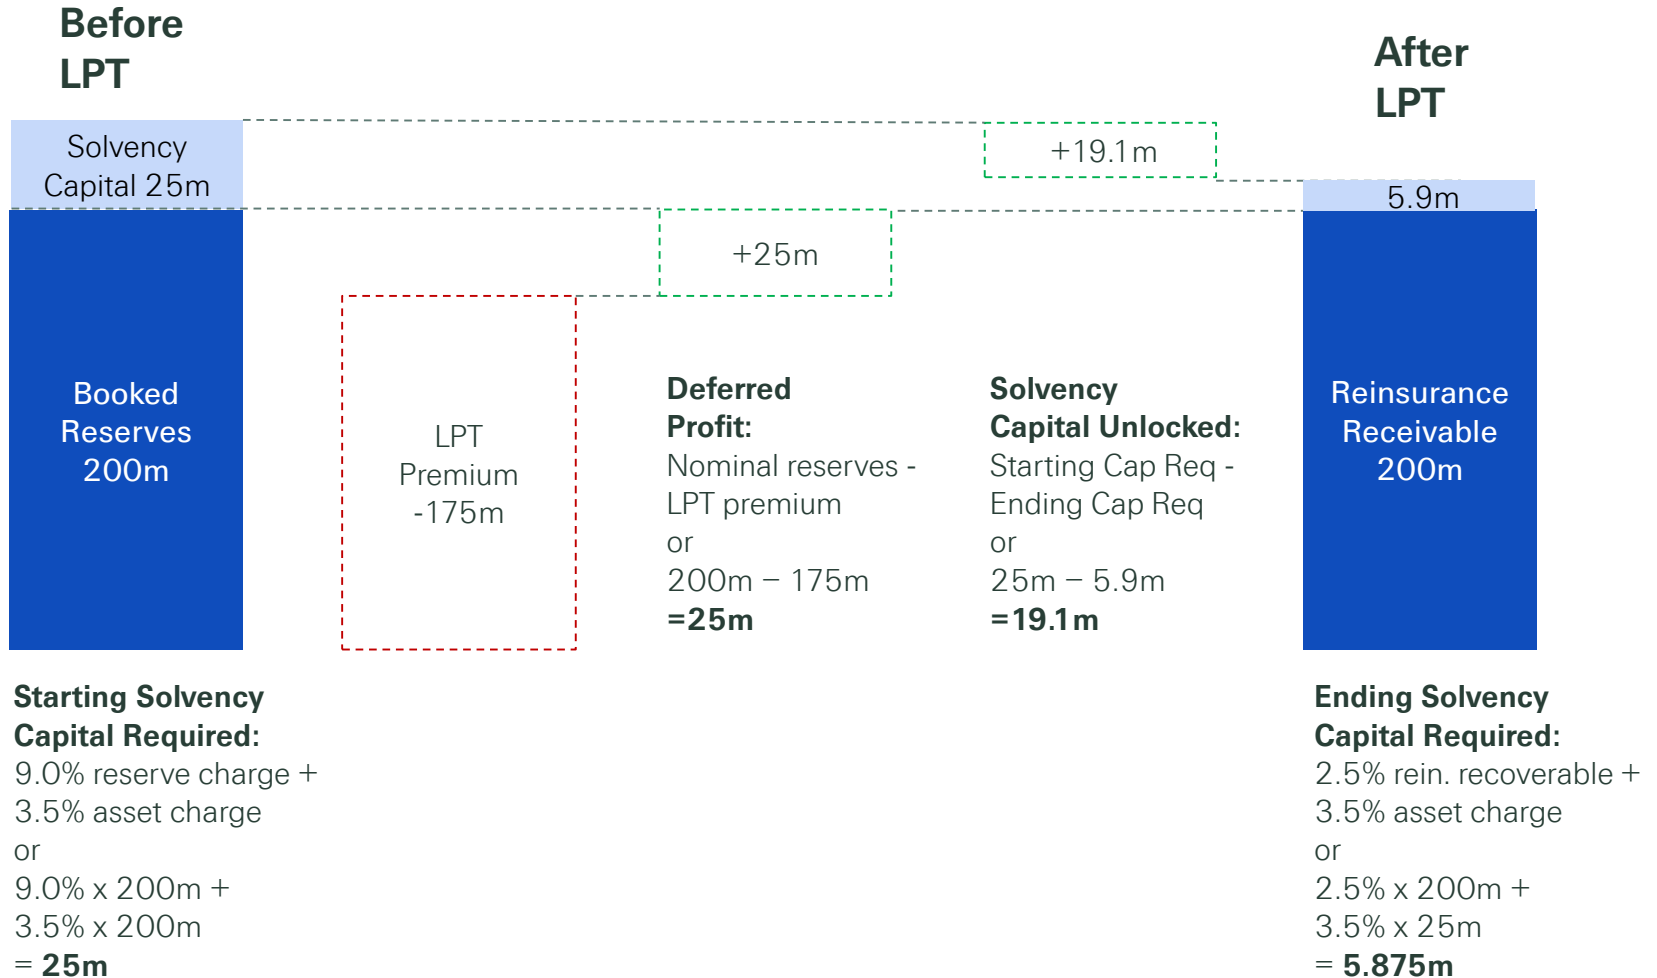 Before
LPT
After
LPT
Solvency
Capital 25m
+19.1m
5.9m
+25m
Booked
Reserves
200m
LPT
Premium
-175m
Deferred
Profit:
Nominal reserves -
LPT premium
or
200m – 175m
=25m
Solvency
Capital Unlocked:
Starting Cap Req -
Ending Cap Req
or
25m – 5.9m
=19.1m
Reinsurance
Receivable
200m
Starting Solvency
Capital Required:
9.0% reserve charge +
3.5% asset charge
or
9.0% x 200m +
3.5% x 200m
= 25m
Ending Solvency
Capital Required:
2.5% rein. recoverable +
3.5% asset charge
or
2.5% x 200m +
3.5% x 25m
= 5.875m